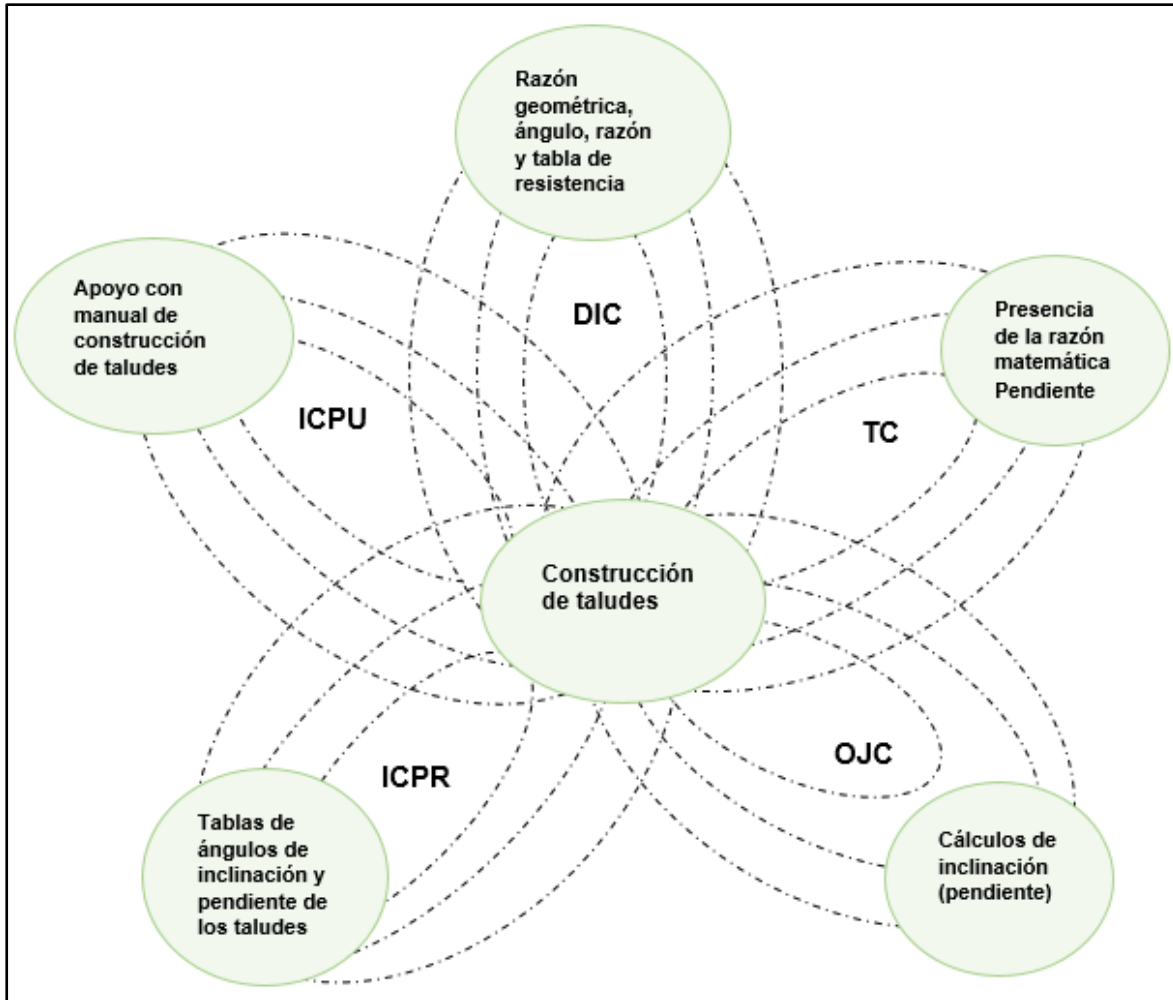 Razón
geométrica,
ángulo, razón
y tabla de
resistencia
Apoyo con
manual de
construcción
de taludes
DIC
Presencia
de la razón
matemática
Pendiente
ICPU
TC
Construcción
de taludes
ICPR
OJC
Tablas de
ángulos de
inclinación y
pendiente de
los taludes
Cálculos de
inclinación
(pendiente)